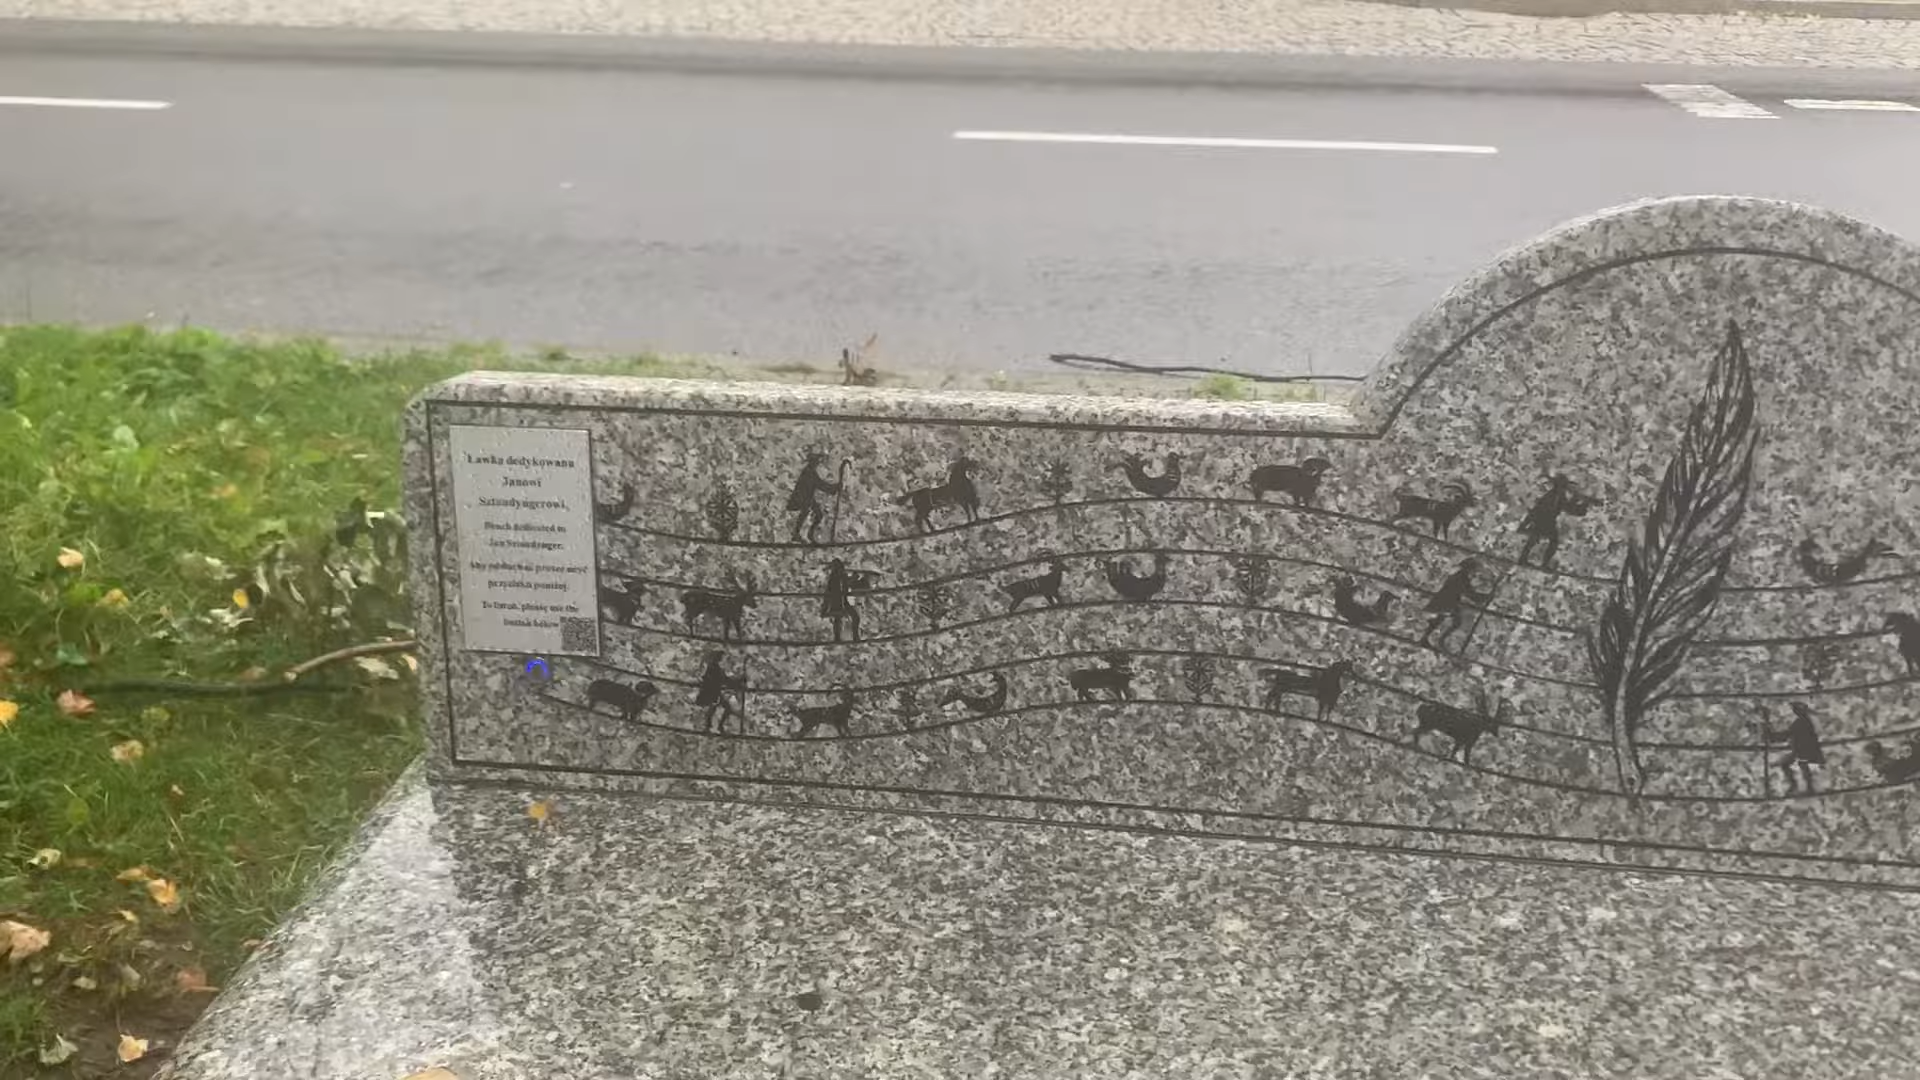 Ławka dedykowana
Janowi
Sztaudyngerowi
Bench dedicated to
Jan Sztaudynger.
Aby odsłuchać proszę użyć
przycisku poniżej.
To listen, please use the
button below